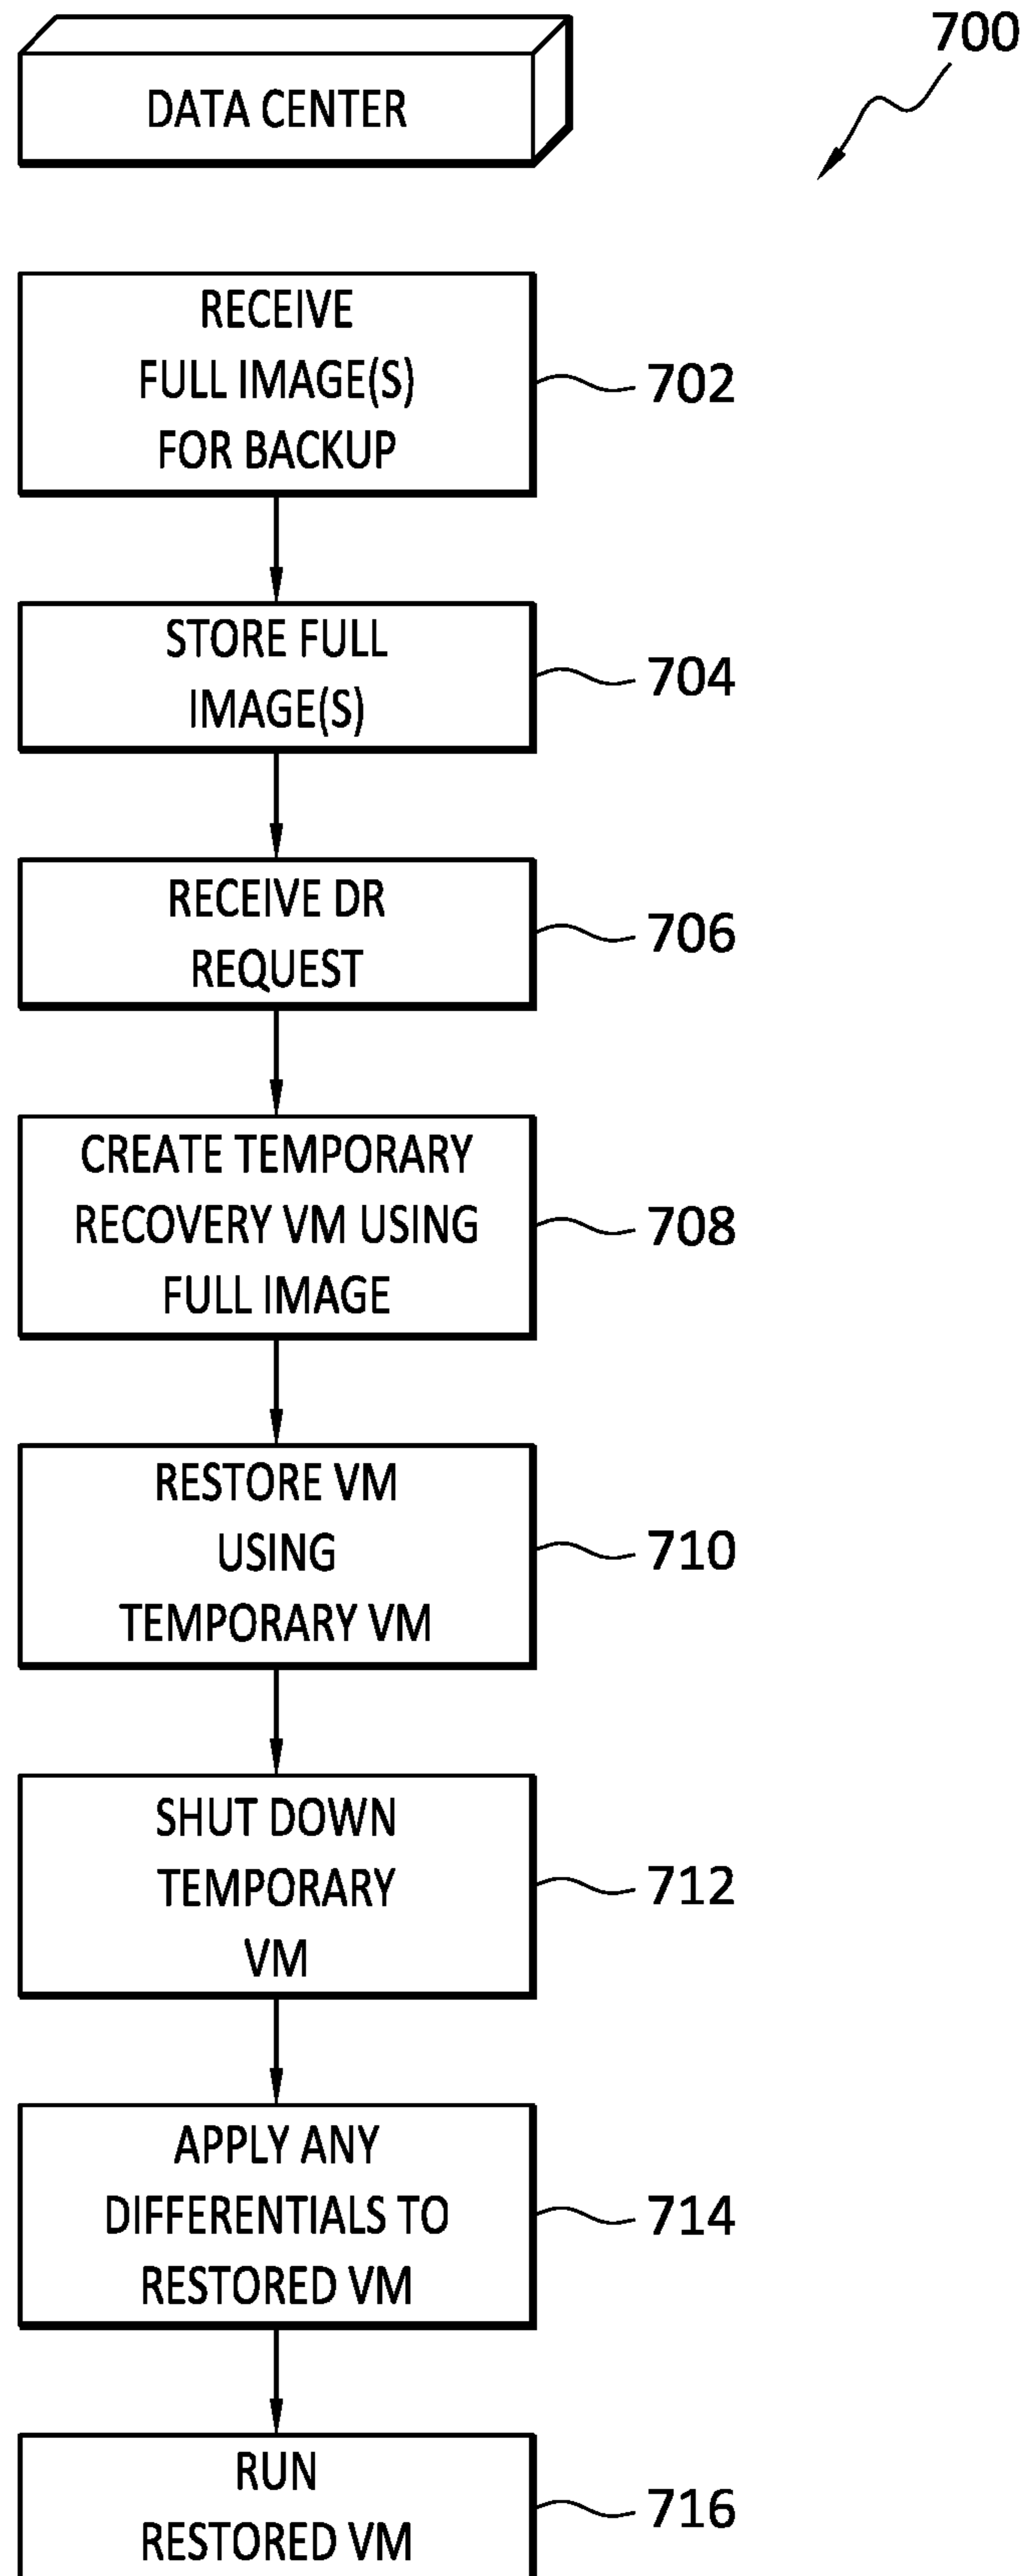 DATA CENTER
700
RECEIVE
FULL IMAGE(S)
FOR BACKUP
702
STORE FULL
IMAGE(S)
704
RECEIVE DR
REQUEST
706
CREATE TEMPORARY
RECOVERY VM USING
FULL IMAGE
708
RESTORE VM
USING
TEMPORARY VM
710
SHUT DOWN
TEMPORARY
VM
712
APPLY ANY
DIFFERENTIALS TO
RESTORED VM
714
RUN
RESTORED VM
716